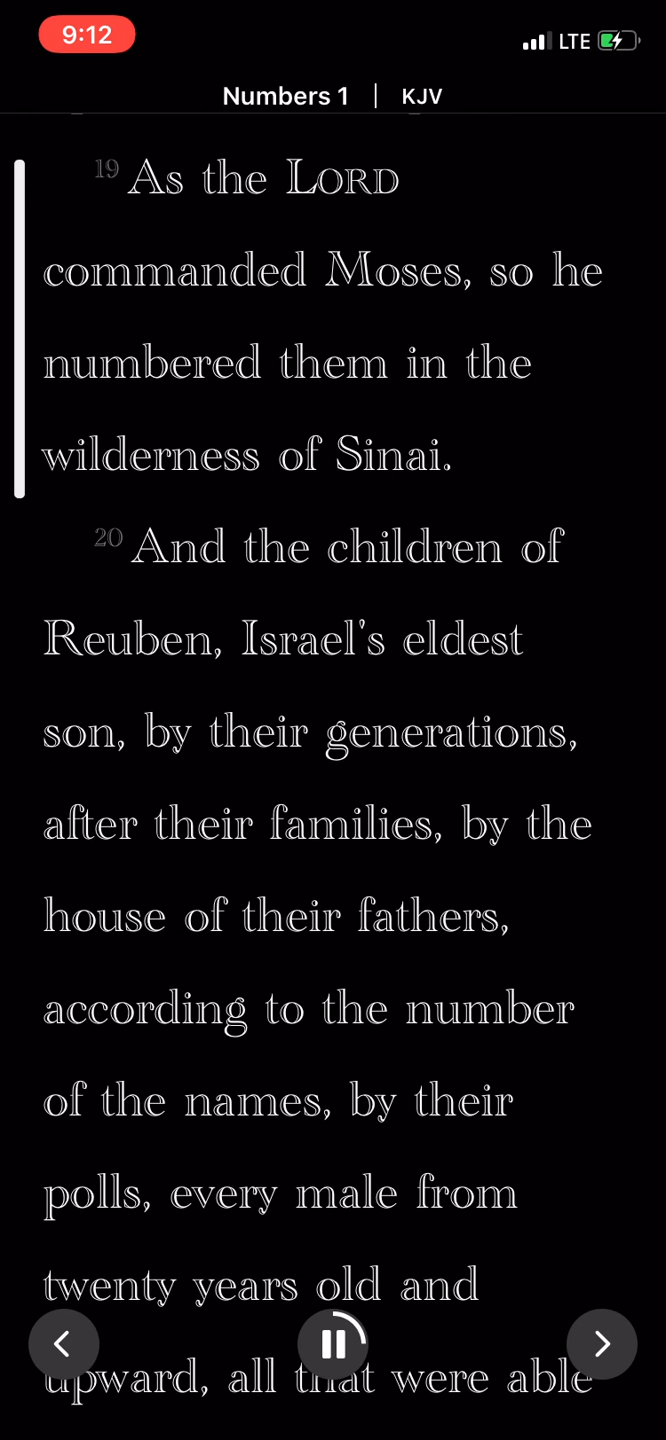 9:12
LTE
Numbers 1 | KJV
19 As the LORD
commanded Moses, so he
numbered them in the
wilderness of Sinai.
20 And the children of
Reuben, Israel's eldest
son, by their generations,
after their families, by the
house of their fathers,
according to the number
of the names, by their
polls, every male from
twenty years old and
upward, all that were able